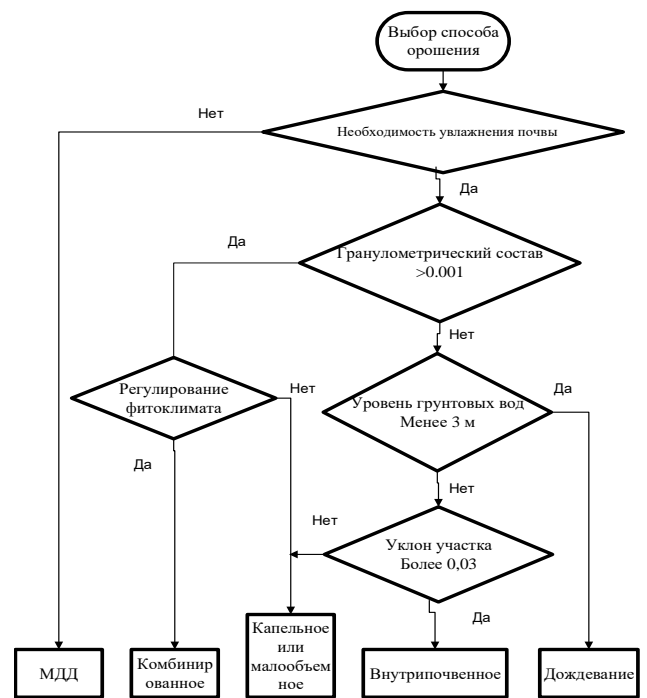 Выбор способа
орошения
Нет
Необходимость увлажнения почвы
Да
Да
Гранулометрический состав
>0.001
Нет
Регулирование
фитоклимата
Нет
Уровень грунтовых вод
Менее 3 м
Да
Да
Нет
Нет
Уклон участка
Более 0,03
Да
МДД
Комбинир
ованное
Капельное
или
малообъем
ное
Внутрипочвенное
Дождевание